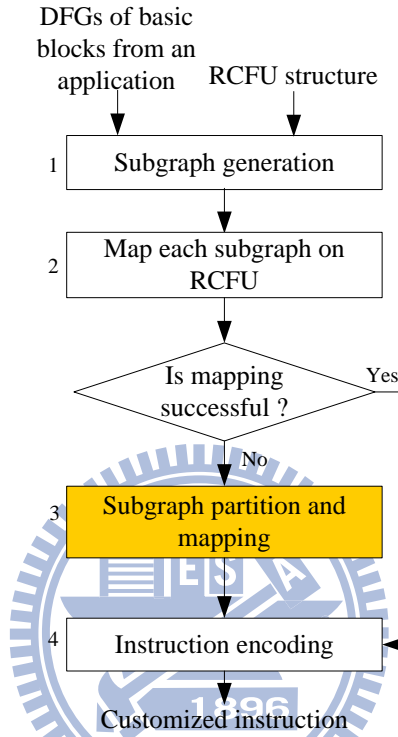 DFGs of basic
blocks from an
application
RCFU structure
1
Subgraph generation
2
Map each subgraph on
RCFU
Is mapping
successful ?
Yes
No
3
Subgraph partition and
mapping
E S A
4
Instruction encoding
1896
Customized instruction